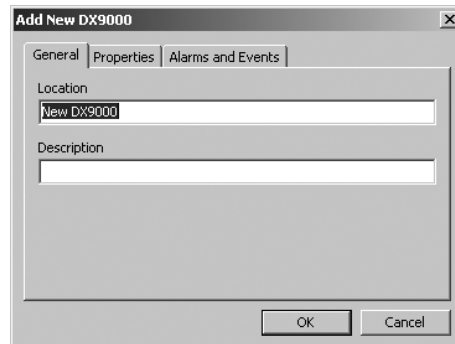 Add New DX9000
General Properties Alarms and Events
Location
New DX9000
Description
OK Cancel